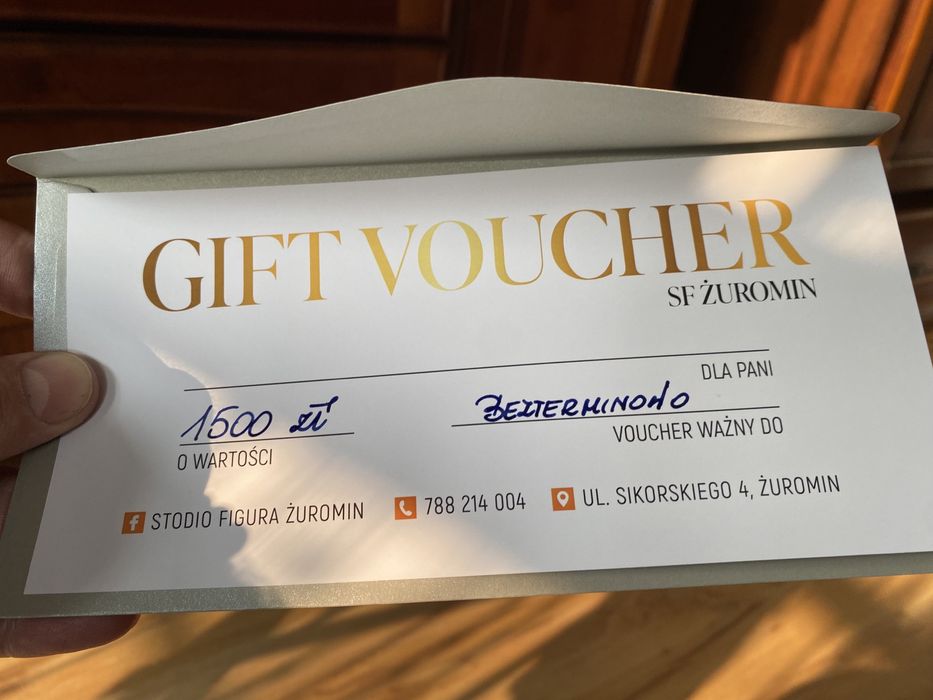 GIFT VOUCHER
SF ŻUROMIN
DLA PANI
1500 zł
BEZTERMINOWO
O WARTOŚCI
VOUCHER WAŻNY DO
STODIO FIGURA ŻUROMIN
788 214 004
UL. SIKORSKIEGO 4, ŻUROMIN